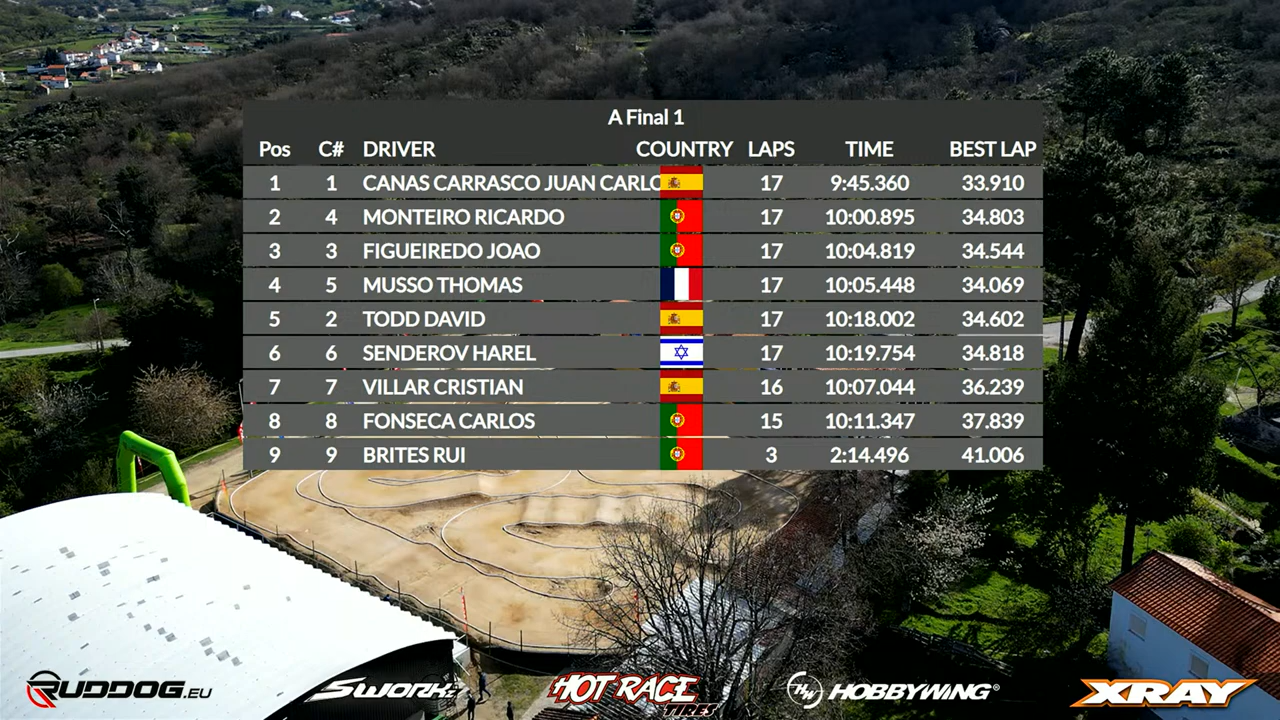 A Final 1
Pos C# DRIVER COUNTRY LAPS TIME BEST LAP
1 1 CANAS CARRASCO JUAN CARLO 17 9:45.360 33.910
2 4 MONTEIRO RICARDO 17 10:00.895 34.803
3 3 FIGUEIREDO JOAO 17 10:04.819 34.544
4 5 MUSSO THOMAS 17 10:05.448 34.069
5 2 TODD DAVID 17 10:18.002 34.602
6 6 SENDEROV HAREL 17 10:19.754 34.818
7 7 VILLAR CRISTIAN 16 10:07.044 36.239
8 8 FONSECA CARLOS 15 10:11.347 37.839
9 9 BRITES RUI 3 2:14.496 41.006
RUDDOG.EU SWORKz HOT RACE TIRES HW HOBBYWING® XRAY